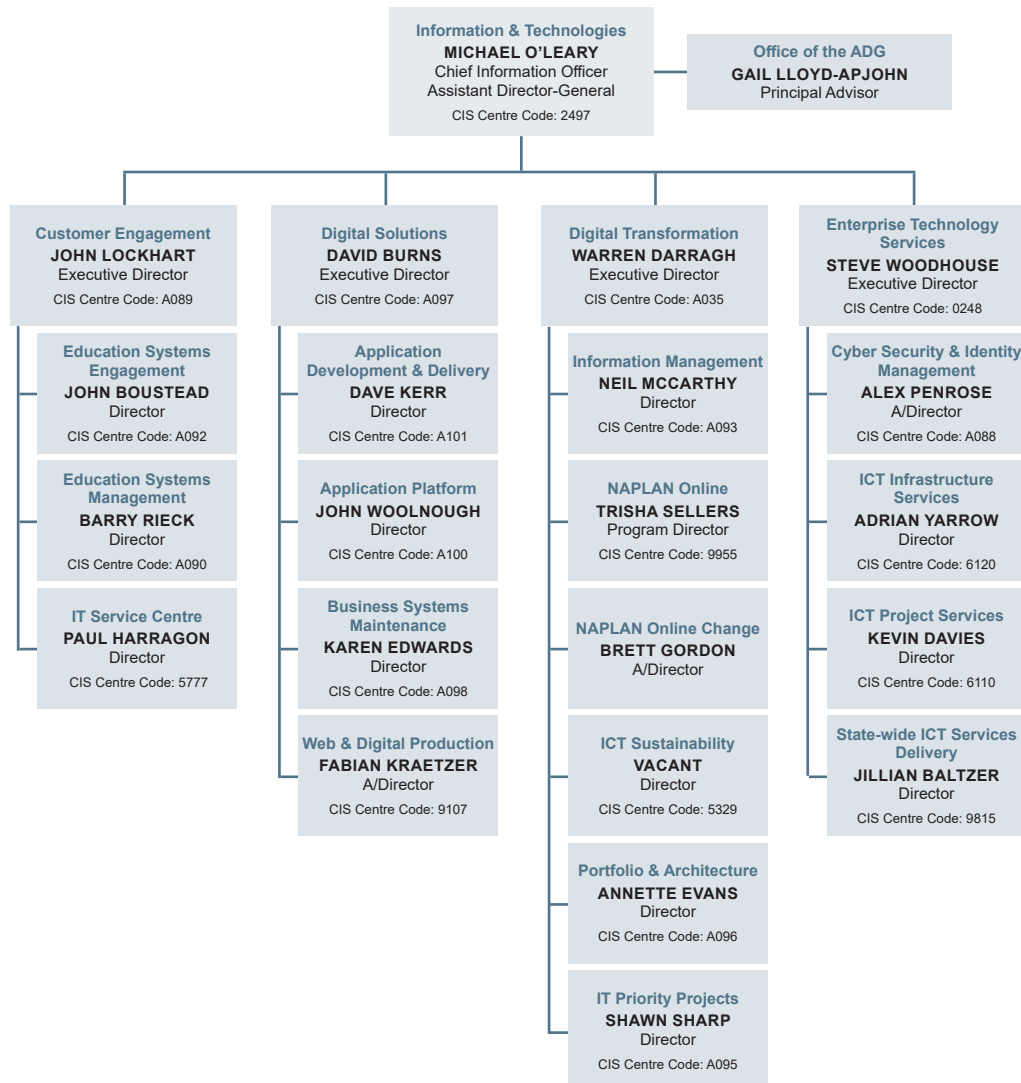 Information & Technologies
MICHAEL O’LEARY
Chief Information Officer
Assistant Director-General
CIS Centre Code: 2497
Office of the ADG
GAIL LLOYD-APJOHN
Principal Advisor
Customer Engagement
JOHN LOCKHART
Executive Director
CIS Centre Code: A089
Education Systems
Engagement
JOHN BOUSTEAD
Director
CIS Centre Code: A092
Education Systems
Management
BARRY RIECK
Director
CIS Centre Code: A090
IT Service Centre
PAUL HARRAGON
Director
CIS Centre Code: 5777
Digital Solutions
DAVID BURNS
Executive Director
CIS Centre Code: A097
Application
Development & Delivery
DAVE KERR
Director
CIS Centre Code: A101
Application Platform
JOHN WOOLNOUGH
Director
CIS Centre Code: A100
Business Systems
Maintenance
KAREN EDWARDS
Director
CIS Centre Code: A098
Web & Digital Production
FABIAN KRAETZER
A/Director
CIS Centre Code: 9107
Digital Transformation
WARREN DARRAGH
Executive Director
CIS Centre Code: A035
Information Management
NEIL MCCARTHY
Director
CIS Centre Code: A093
NAPLAN Online
TRISHA SELLERS
Program Director
CIS Centre Code: 9955
NAPLAN Online Change
BRETT GORDON
A/Director
ICT Sustainability
VACANT
Director
CIS Centre Code: 5329
Portfolio & Architecture
ANNETTE EVANS
Director
CIS Centre Code: A096
IT Priority Projects
SHAWN SHARP
Director
CIS Centre Code: A095
Enterprise Technology
Services
STEVE WOODHOUSE
Executive Director
CIS Centre Code: 0248
Cyber Security & Identity
Management
ALEX PENROSE
A/Director
CIS Centre Code: A088
ICT Infrastructure
Services
ADRIAN YARROW
Director
CIS Centre Code: 6120
ICT Project Services
KEVIN DAVIES
Director
CIS Centre Code: 6110
State-wide ICT Services
Delivery
JILLIAN BALTZER
Director
CIS Centre Code: 9815